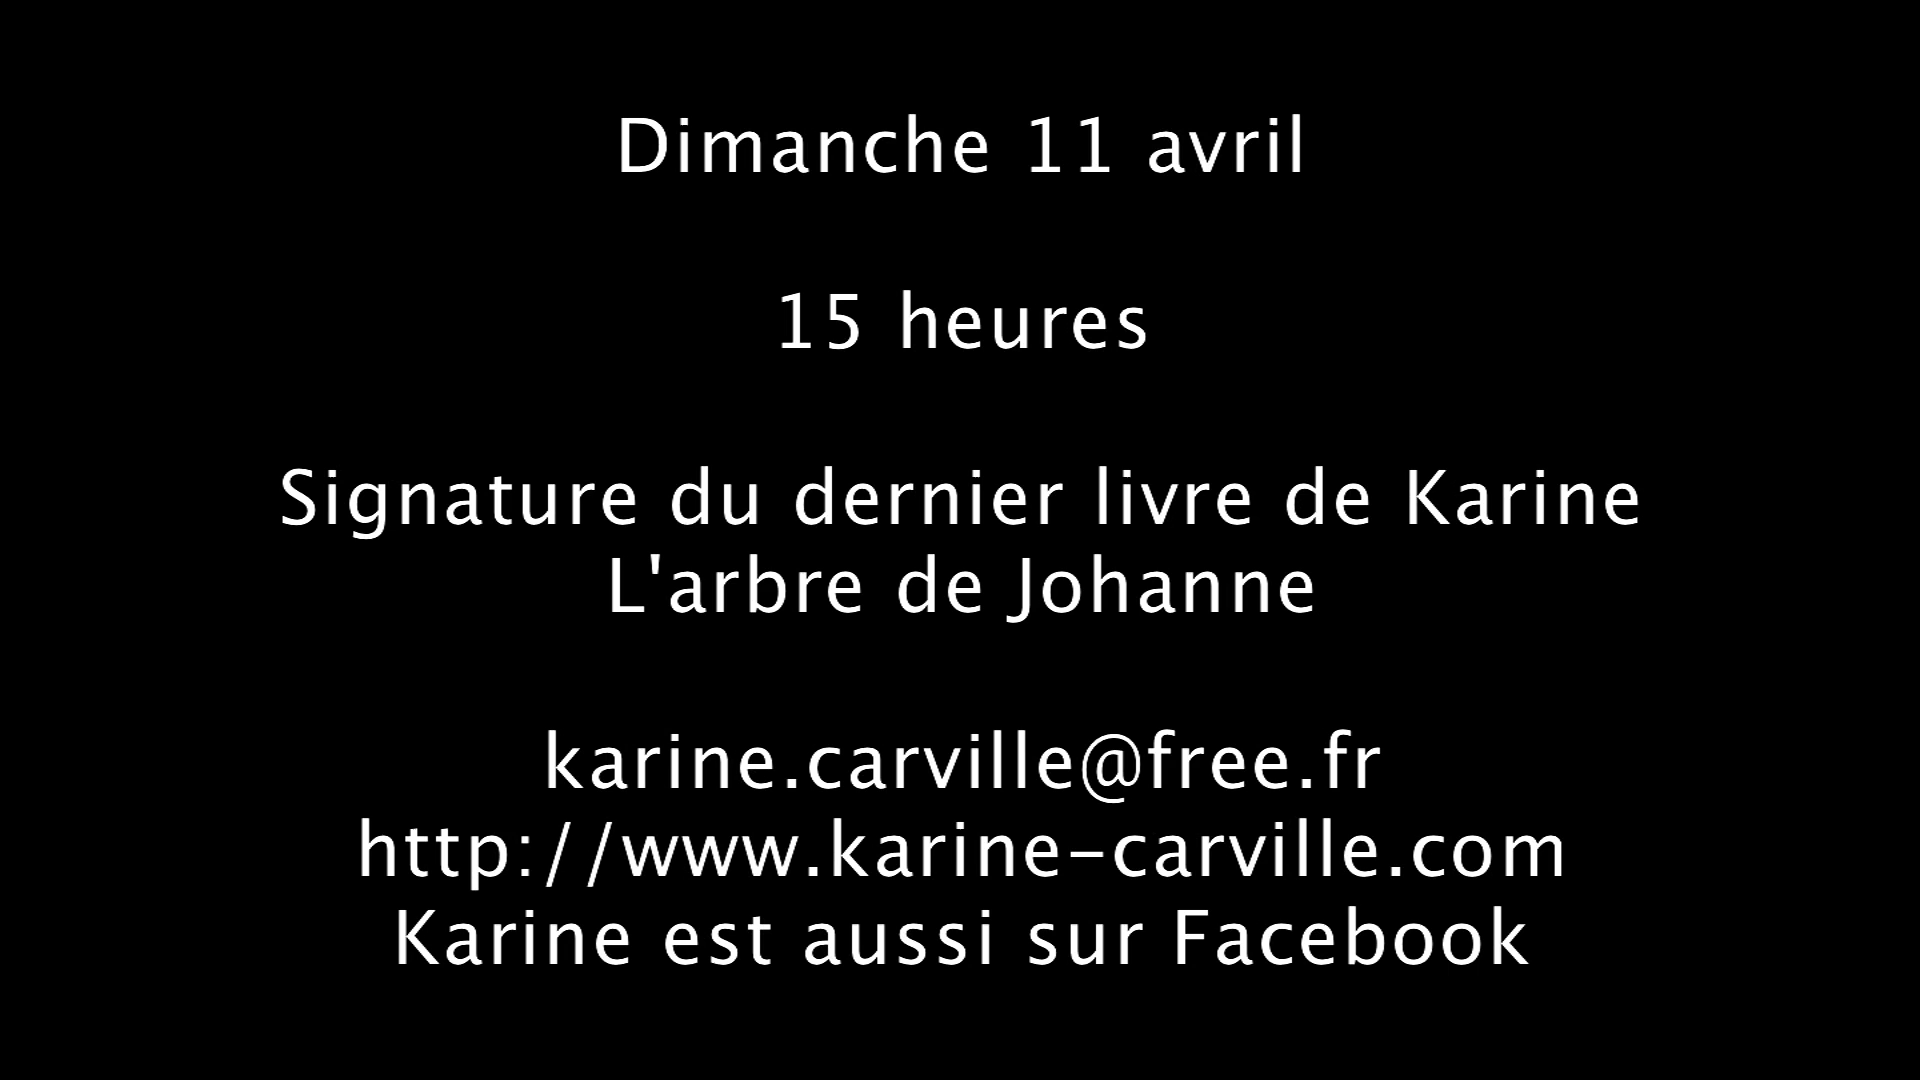 Dimanche 11 avril
15 heures
Signature du dernier livre de Karine
L'arbre de Johanne
karine.carville@free.fr
http://www.karine-carville.com
Karine est aussi sur Facebook